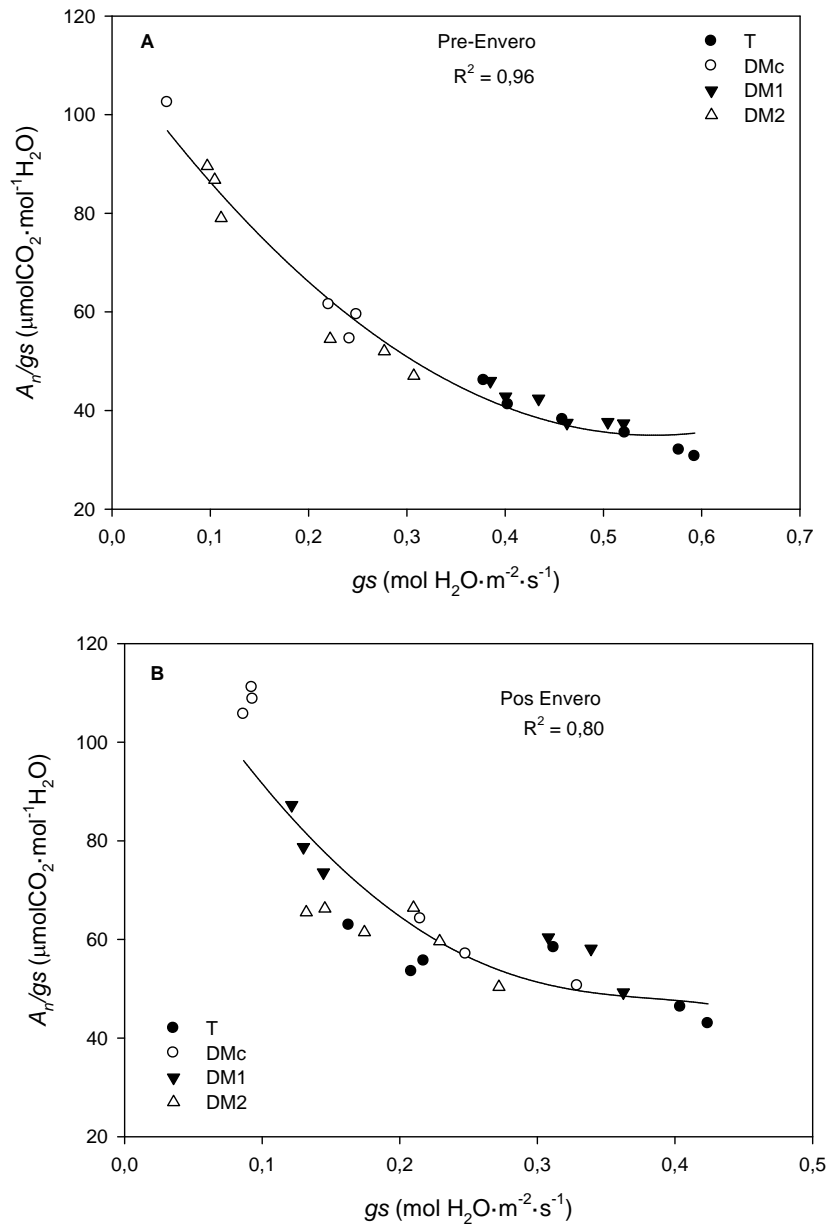 A
Pre-Envero
R² = 0,96
T
DMc
DM1
DM2
120
100
80
60
40
20
Aₙ/gs (μmolCO₂·mol⁻¹H₂O)
0,0 0,1 0,2 0,3 0,4 0,5 0,6 0,7
gs (mol H₂O·m⁻²·s⁻¹)
B
Pos Envero
R² = 0,80
120
100
80
60
40
20
Aₙ/gs (μmolCO₂·mol⁻¹H₂O)
T
DMc
DM1
DM2
0,0 0,1 0,2 0,3 0,4 0,5
gs (mol H₂O·m⁻²·s⁻¹)